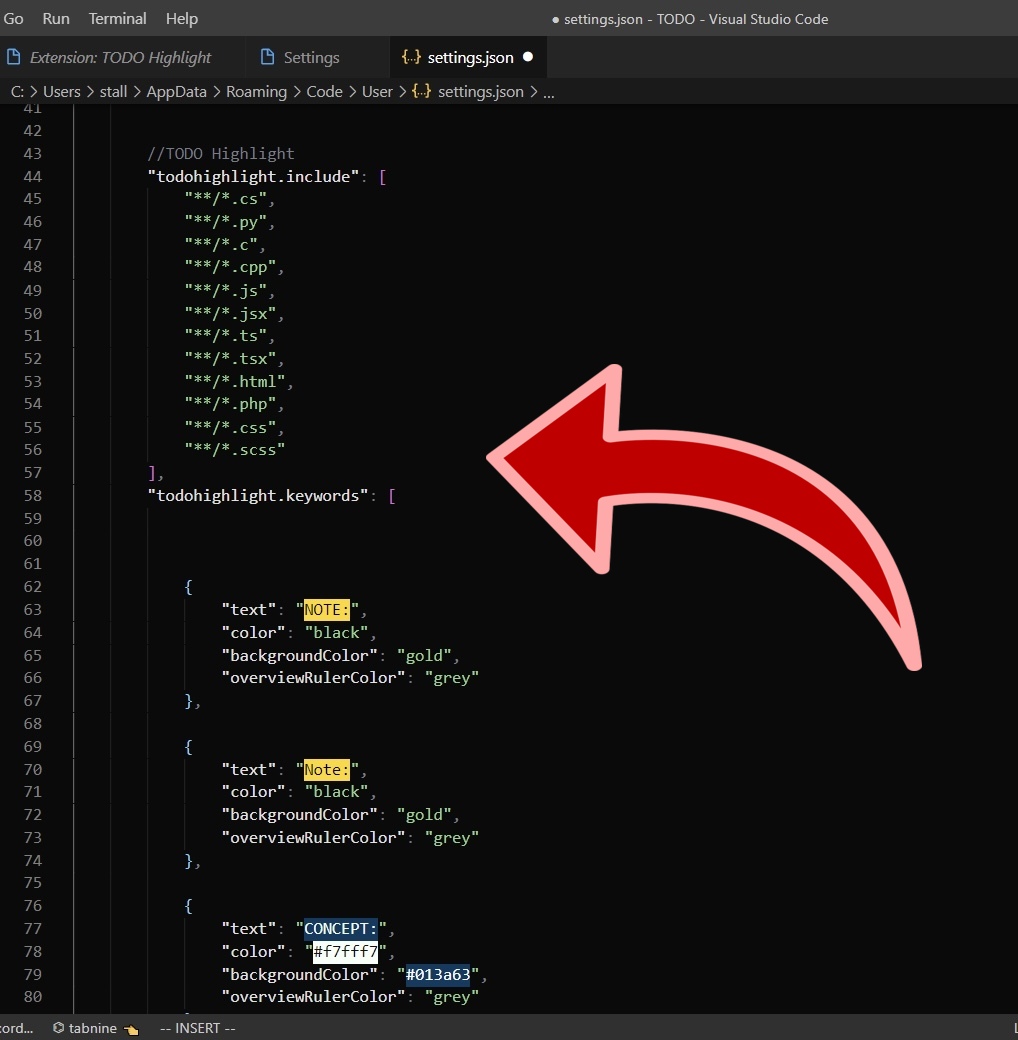 Go Run Terminal Help ● settings.json - TODO - Visual Studio Code
Extension: TODO Highlight Settings {..} settings.json ●
C: > Users > stall > AppData > Roaming > Code > User > {..} settings.json > ...
41
42
43 //TODO Highlight
44 "todohighlight.include": [
45 "**/*.cs",
46 "**/*.py",
47 "**/*.c",
48 "**/*.cpp",
49 "**/*.js",
50 "**/*.jsx",
51 "**/*.ts",
52 "**/*.tsx",
53 "**/*.html",
54 "**/*.php",
55 "**/*.css",
56 "**/*.scss"
57 ],
58 "todohighlight.keywords": [
59
60
61
62 {
63 "text": "NOTE:",
64 "color": "black",
65 "backgroundColor": "gold",
66 "overviewRulerColor": "grey"
67 },
68
69 {
70 "text": "Note:",
71 "color": "black",
72 "backgroundColor": "gold",
73 "overviewRulerColor": "grey"
74 },
75
76 {
77 "text": "CONCEPT:",
78 "color": "#f7fff7",
79 "backgroundColor": "#013a63",
80 "overviewRulerColor": "grey"
cord... tabnine -- INSERT --